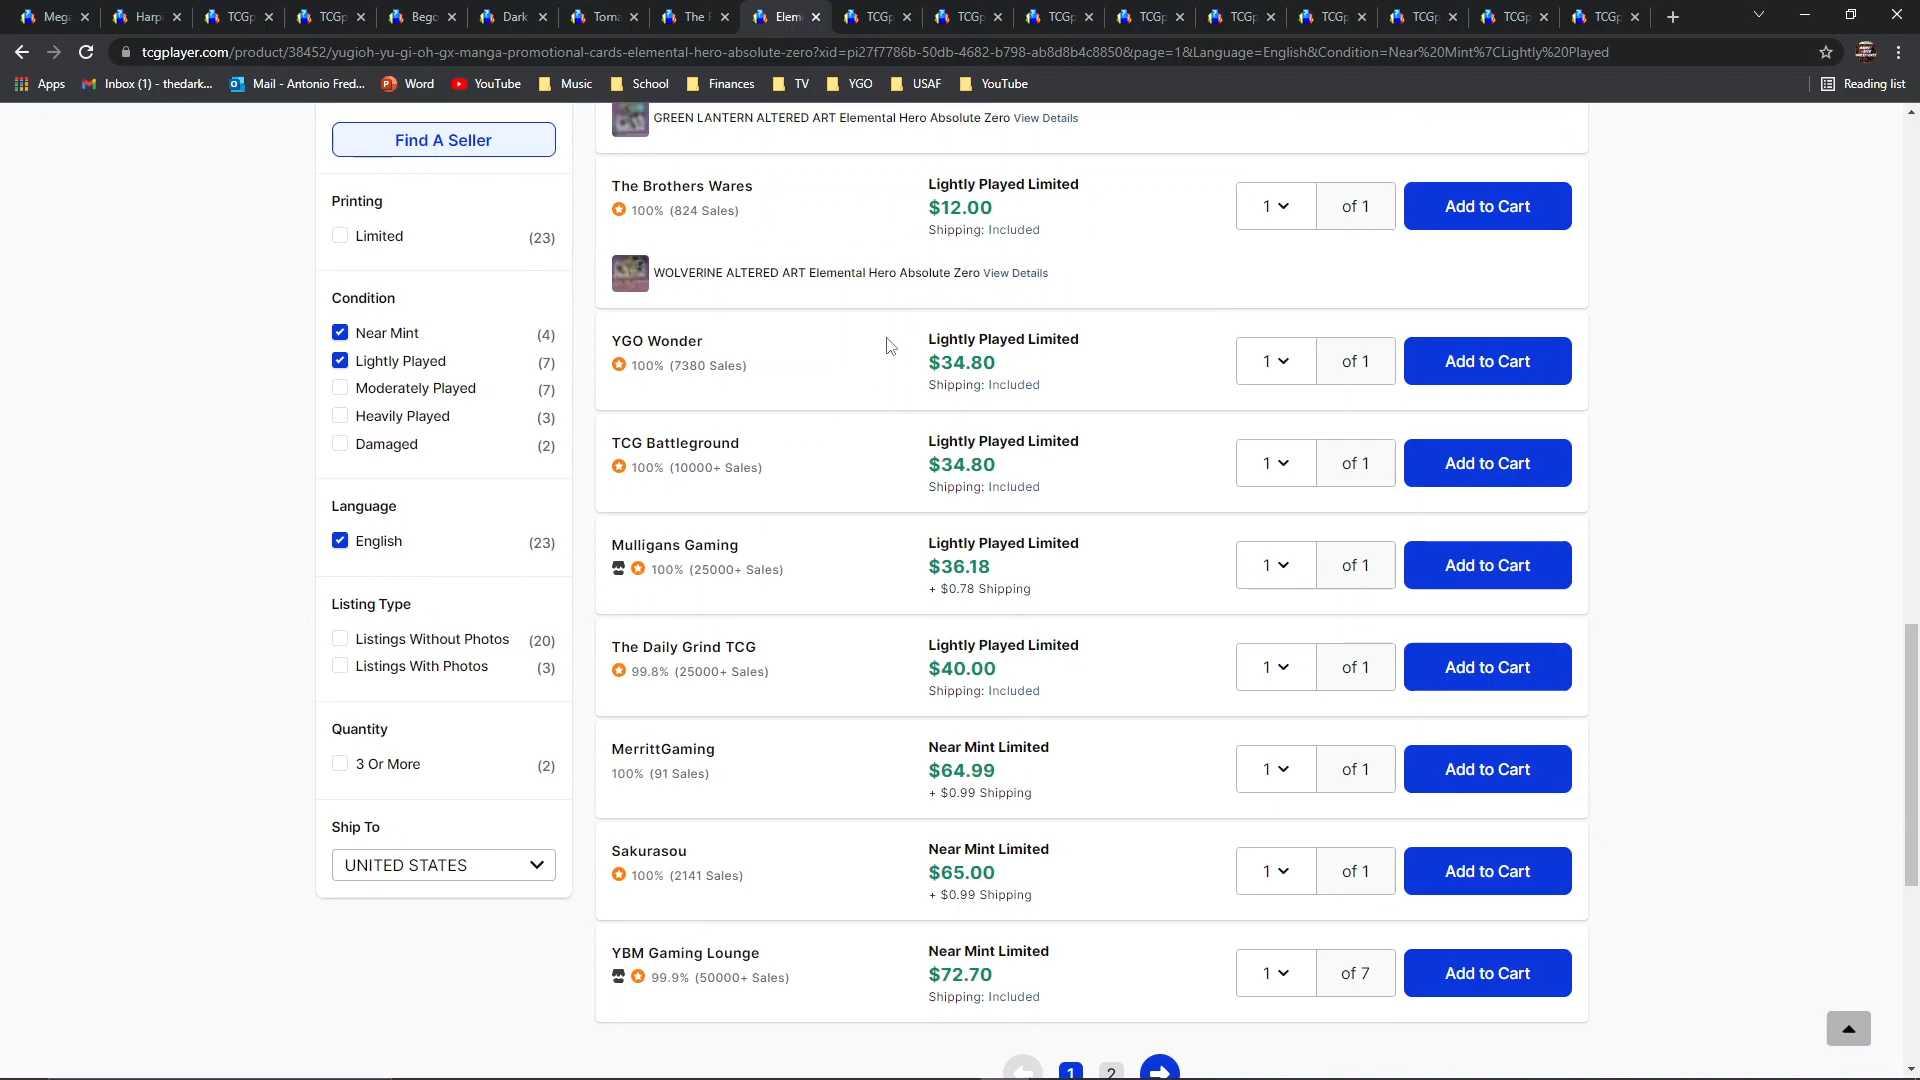 Mega
Harp
TCGp
TCGp
Bego
Dark
Torna
The F
Elem
TCGp
TCGp
TCGp
TCGp
TCGp
TCGp
TCGp
TCGp
TCGp
tcgplayer.com/product/38452/yugioh-yu-gi-oh-gx-manga-promotional-cards-elemental-hero-absolute-zero?xid=pi27f7786b-50db-4682-b798-ab8d8b4c8850&page=1&Language=English&Condition=Near%20Mint%7CLightly%20Played
Apps
Inbox (1) - thedark...
Mail - Antonio Fred...
Word
YouTube
Music
School
Finances
TV
YGO
USAF
YouTube
Reading list
Find A Seller
Printing
Limited (23)
Condition
Near Mint (4)
Lightly Played (7)
Moderately Played (7)
Heavily Played (3)
Damaged (2)
Language
English (23)
Listing Type
Listings Without Photos (20)
Listings With Photos (3)
Quantity
3 Or More (2)
Ship To
UNITED STATES
GREEN LANTERN ALTERED ART Elemental Hero Absolute Zero View Details
The Brothers Wares
100% (824 Sales)
Lightly Played Limited
$12.00
Shipping: Included
1 of 1 Add to Cart
WOLVERINE ALTERED ART Elemental Hero Absolute Zero View Details
YGO Wonder
100% (7380 Sales)
Lightly Played Limited
$34.80
Shipping: Included
1 of 1 Add to Cart
TCG Battleground
100% (10000+ Sales)
Lightly Played Limited
$34.80
Shipping: Included
1 of 1 Add to Cart
Mulligans Gaming
100% (25000+ Sales)
Lightly Played Limited
$36.18
+ $0.78 Shipping
1 of 1 Add to Cart
The Daily Grind TCG
99.8% (25000+ Sales)
Lightly Played Limited
$40.00
Shipping: Included
1 of 1 Add to Cart
MerrittGaming
100% (91 Sales)
Near Mint Limited
$64.99
+ $0.99 Shipping
1 of 1 Add to Cart
Sakurasou
100% (2141 Sales)
Near Mint Limited
$65.00
+ $0.99 Shipping
1 of 1 Add to Cart
YBM Gaming Lounge
99.9% (50000+ Sales)
Near Mint Limited
$72.70
Shipping: Included
1 of 7 Add to Cart
1 2